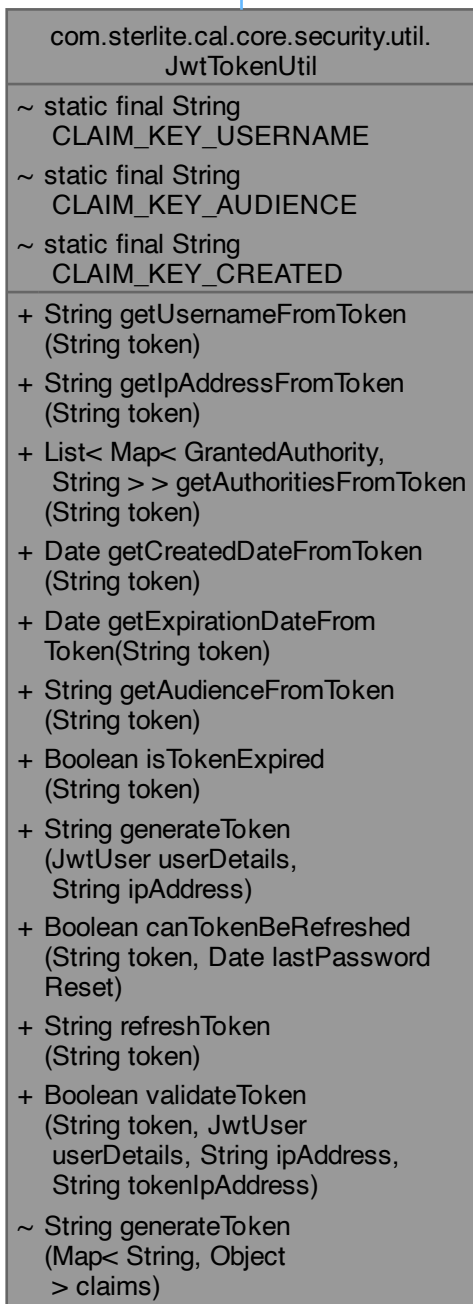 com.sterlite.cal.core.security.util.
JwtTokenUtil
~ static final String
CLAIM_KEY_USERNAME
~ static final String
CLAIM_KEY_AUDIENCE
~ static final String
CLAIM_KEY_CREATED
+ String getUsernameFromToken
(String token)
+ String getIpAddressFromToken
(String token)
+ List< Map< GrantedAuthority,
String > > getAuthoritiesFromToken
(String token)
+ Date getCreatedDateFromToken
(String token)
+ Date getExpirationDateFrom
Token(String token)
+ String getAudienceFromToken
(String token)
+ Boolean isTokenExpired
(String token)
+ String generateToken
(JwtUser userDetails,
String ipAddress)
+ Boolean canTokenBeRefreshed
(String token, Date lastPassword
Reset)
+ String refreshToken
(String token)
+ Boolean validateToken
(String token, JwtUser
userDetails, String ipAddress,
String tokenIpAddress)
~ String generateToken
(Map< String, Object
> claims)